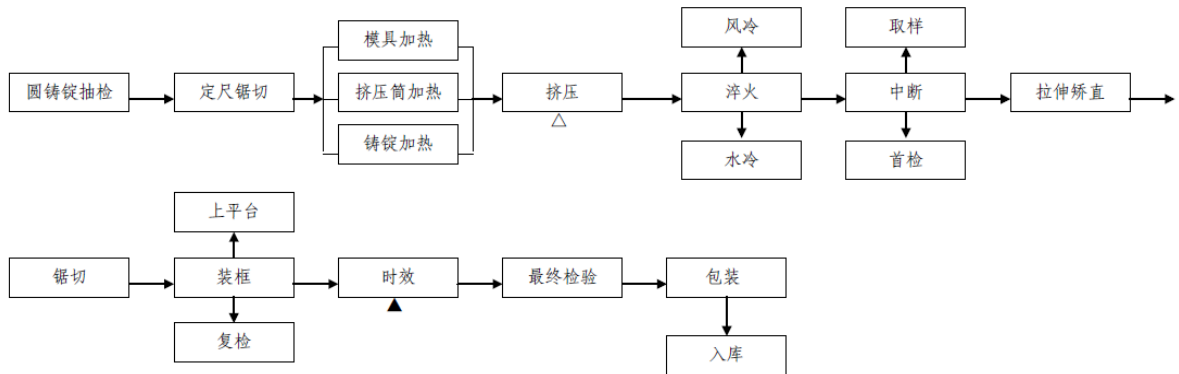 风冷
取样
模具加热
圆铸锭抽检
定尺锯切
挤压筒加热
挤压
淬火
中断
拉伸矫直
△
铸锭加热
水冷
首检
上平台
锯切
装框
时效
最终检验
包装
▲
复检
入库